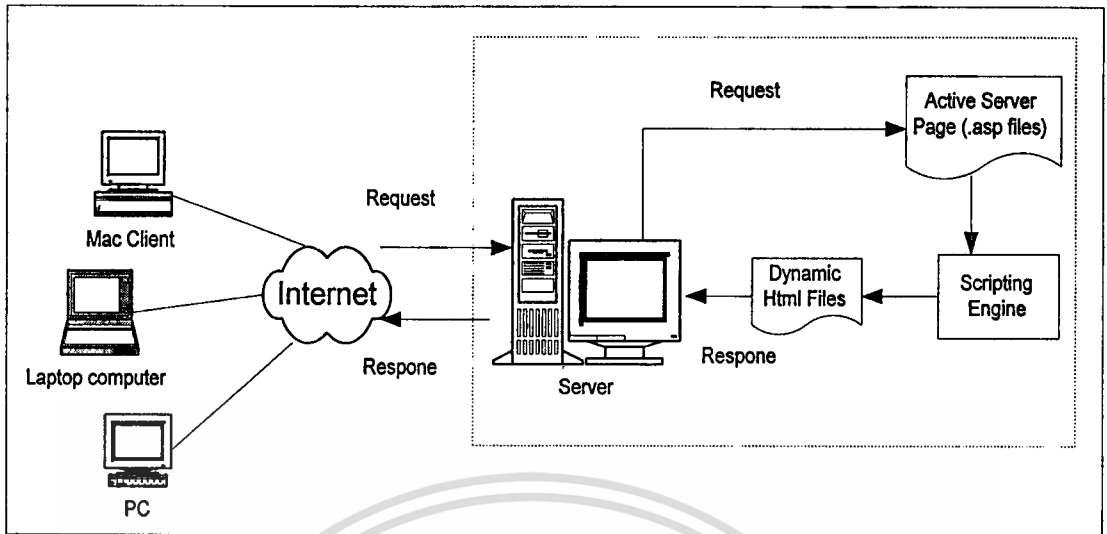 Request
Active Server
Page (.asp files)
Mac Client
Request
Internet
Dynamic
Html Files
Scripting
Engine
Laptop computer
Respone
Respone
Server
PC